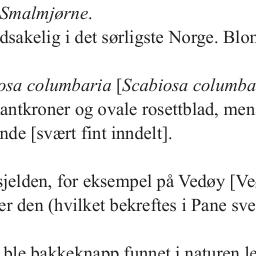 Smalmjørne.
dsakelig i det sørligste Norge. Blon
osa columbaria [Scabiosa columba
antkroner og ovale rosettblad, men
nde [svært fint inndelt].
sjelden, for eksempel på Vedøy [Ve
er den (hvilket bekreftes i Pane sve
ble bakkeknapp funnet i naturen le